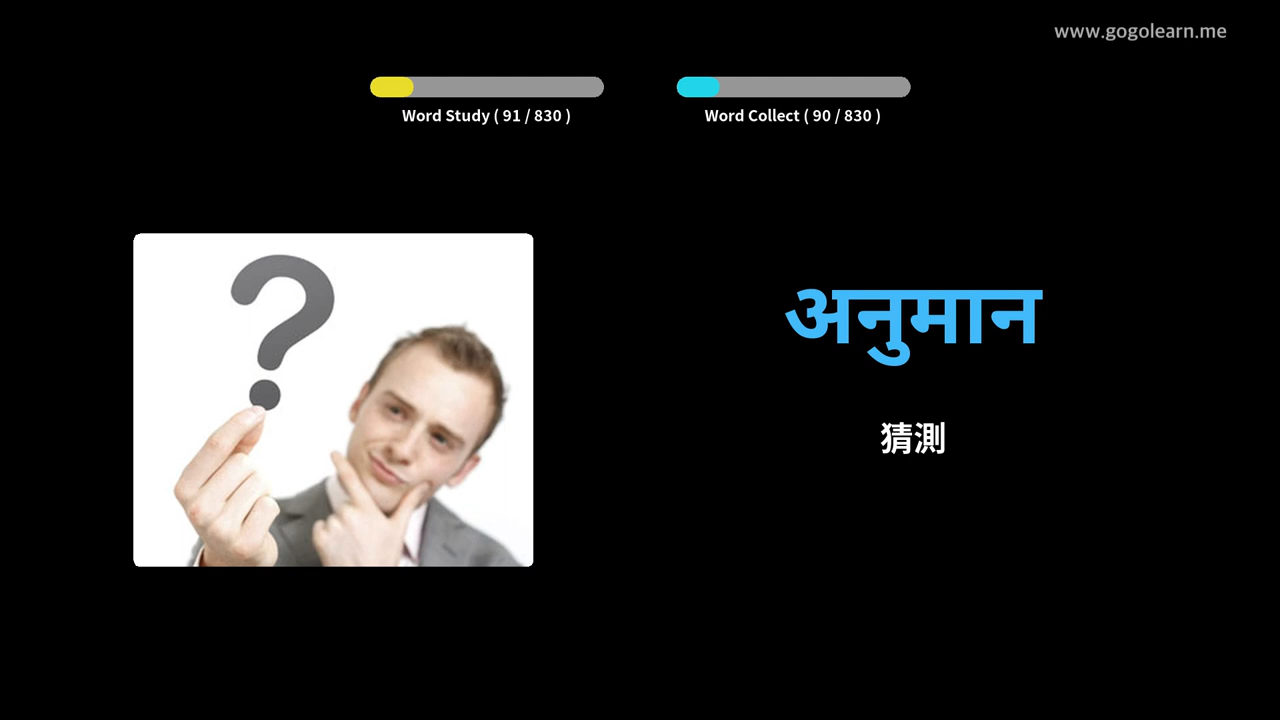 www.gogolearn.me
Word Study ( 91 / 830 )
Word Collect ( 90 / 830 )
?
अनुमान
猜測